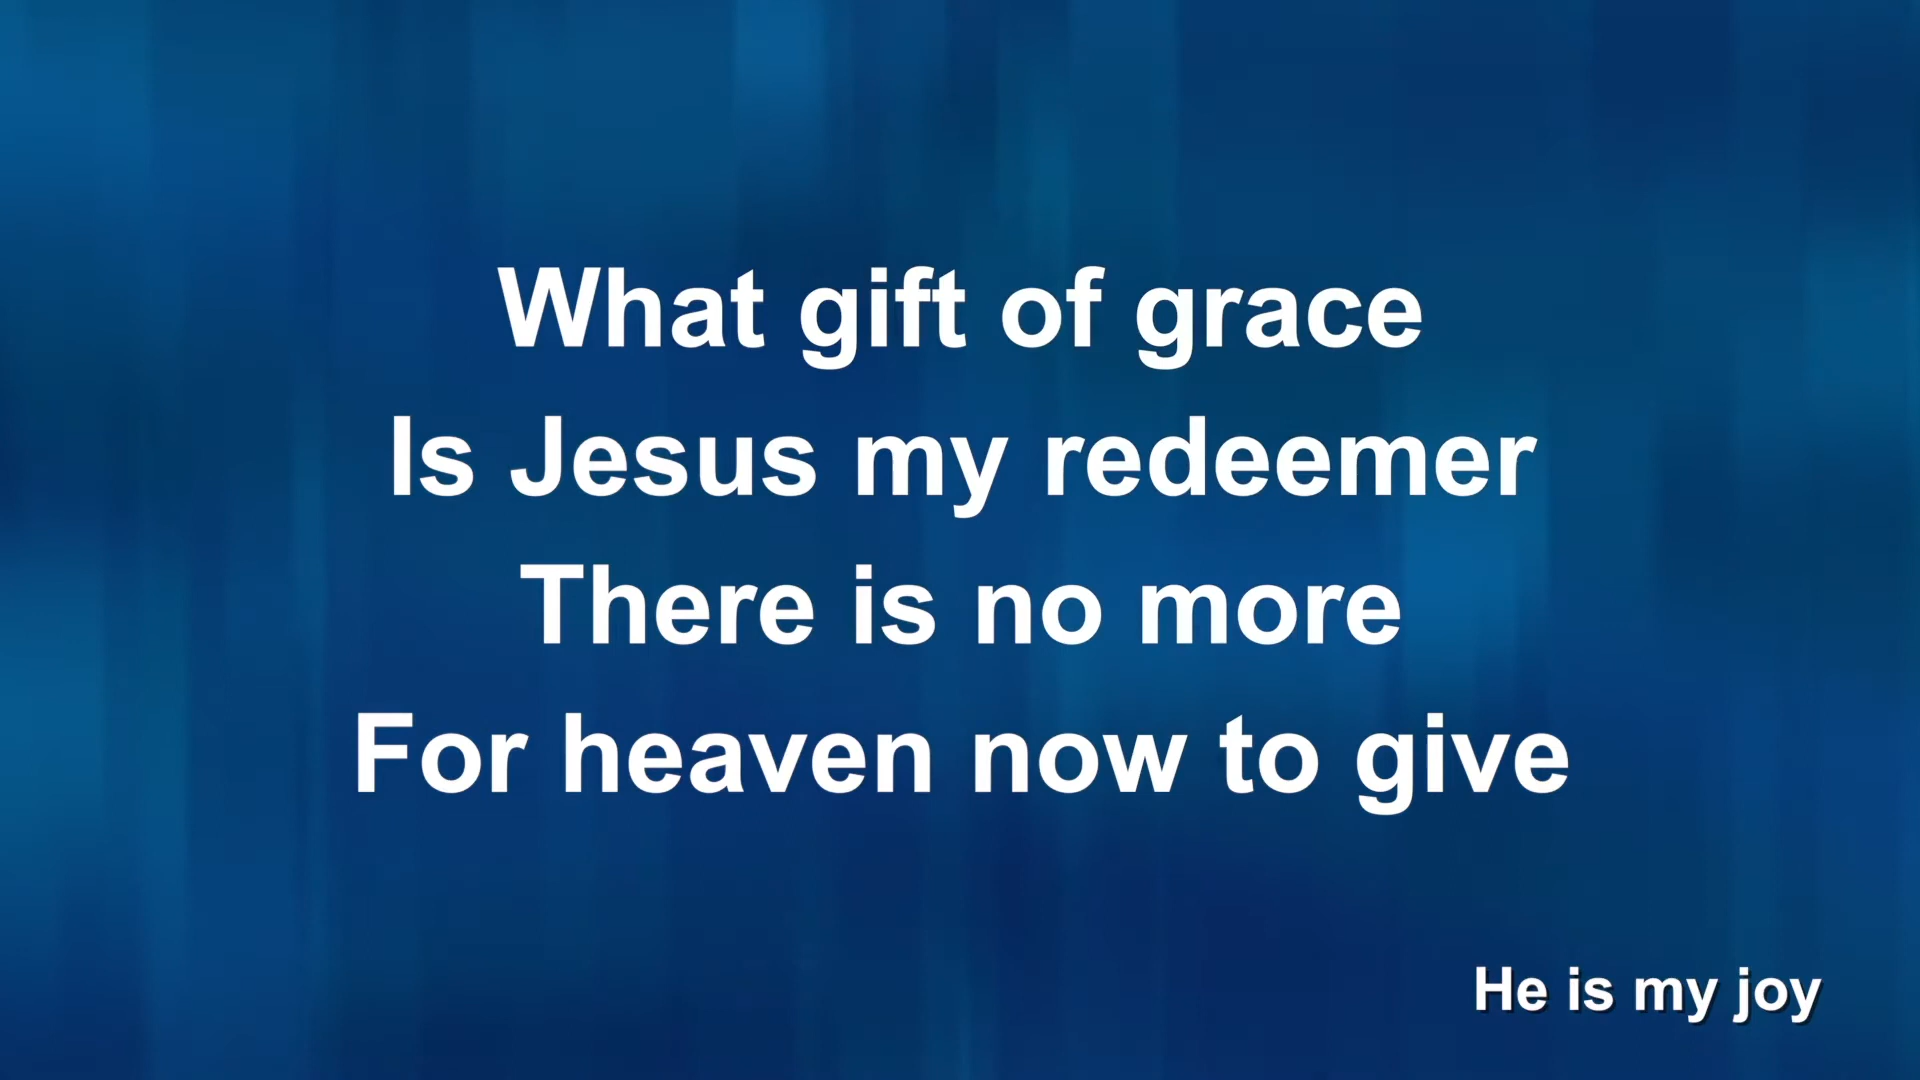 What gift of grace
Is Jesus my redeemer
There is no more
For heaven now to give
He is my joy